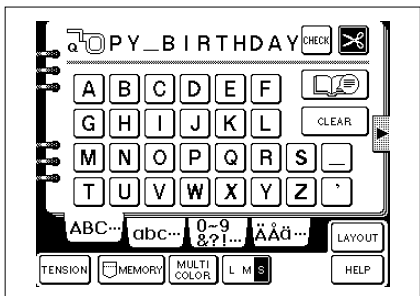 PY_BIRTHDAY CHECK
A B C D E F
G H I J K L CLEAR
M N O P Q R S _
T U V W X Y Z '
ABC... abc... 0~9 &?!... ÄÅä...
LAYOUT
TENSION MEMORY MULTI COLOR L M S HELP